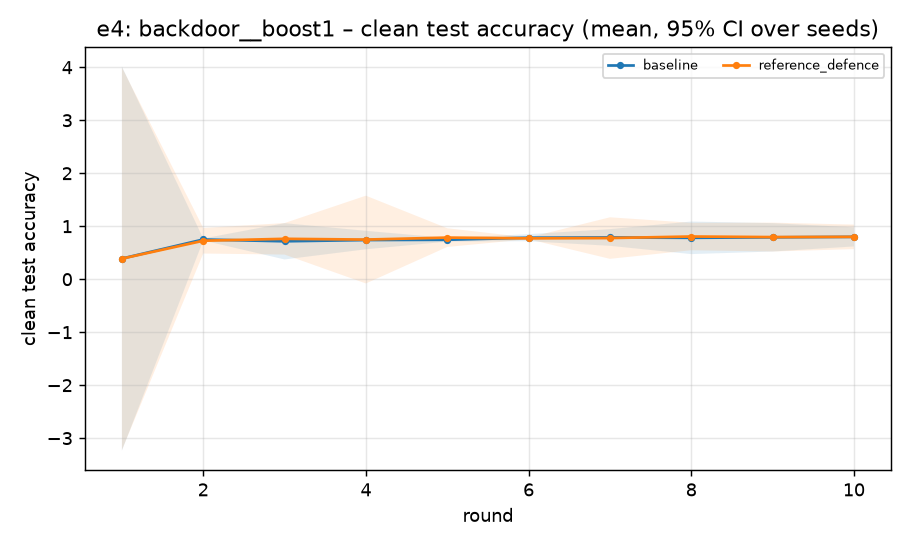 e4: backdoor__boost1 – clean test accuracy (mean, 95% CI over seeds)
baseline
reference_defence
4
3
2
1
0
−1
−2
−3
clean test accuracy
2
4
6
8
10
round